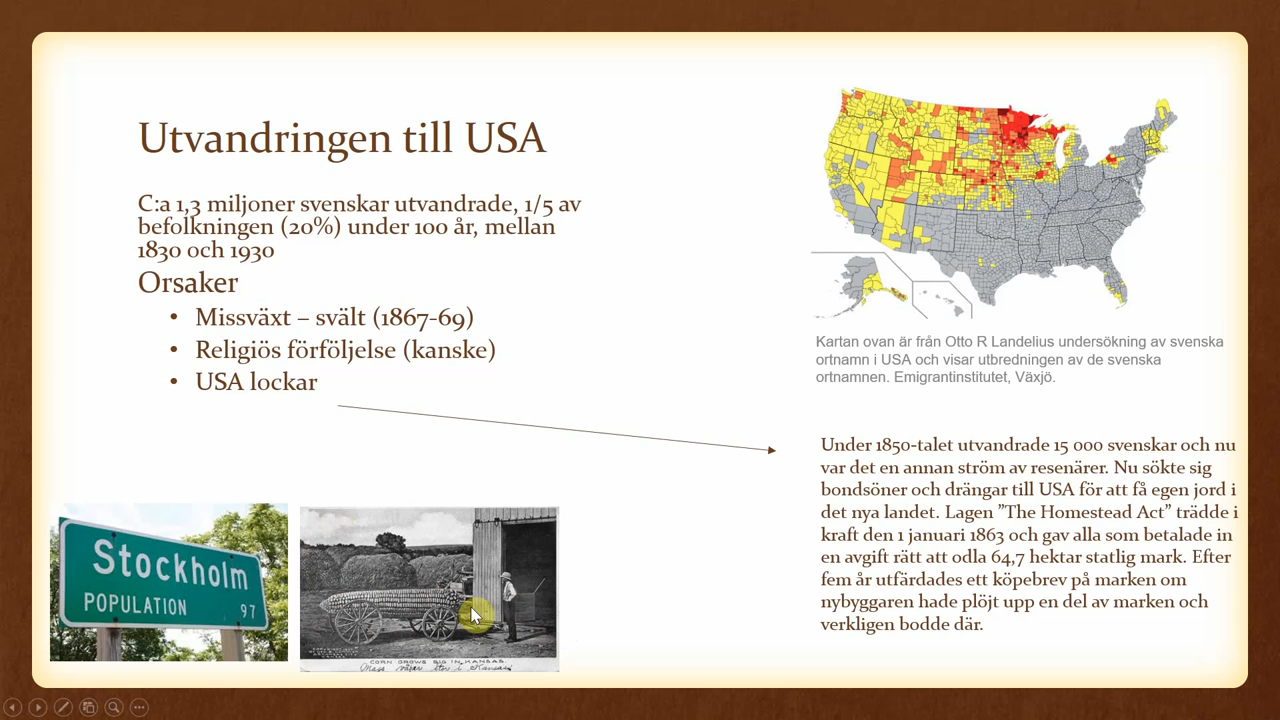 Utvandringen till USA
C:a 1,3 miljoner svenskar utvandrade, 1/5 av
befolkningen (20%) under 100 år, mellan
1830 och 1930
Orsaker
• Missväxt – svält (1867-69)
• Religiös förföljelse (kanske)
• USA lockar
Kartan ovan är från Otto R Landelius undersökning av svenska
ortnamn i USA och visar utbredningen av de svenska
ortnamnen. Emigrantinstitutet, Växjö.
Under 1850-talet utvandrade 15 000 svenskar och nu
var det en annan ström av resenärer. Nu sökte sig
bondsöner och drängar till USA för att få egen jord i
det nya landet. Lagen ”The Homestead Act” trädde i
kraft den 1 januari 1863 och gav alla som betalade in
en avgift rätt att odla 64,7 hektar statlig mark. Efter
fem år utfärdades ett köpebrev på marken om
nybyggaren hade plöjt upp en del av marken och
verkligen bodde där.
Stockholm
POPULATION 97
CORN GROWS BIG IN KANSAS.
växer stor i Kansas